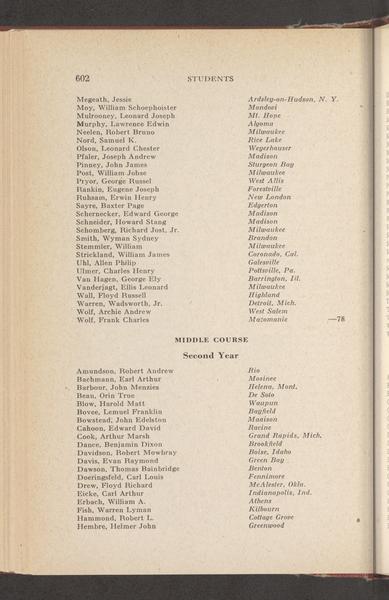 602 STUDENTS
Megeath, Jessie Ardsley-on-Hudson, N. Y.
Moy, William Schoephoister Mondovi
Mulrooney, Leonard Joseph Mt. Hope
Murphy, Lawrence Edwin Algoma
Neelen, Robert Bruno Milwaukee
Nord, Samuel K. Rice Lake
Olson, Leonard Chester Weyerhauser
Pfaler, Joseph Andrew Madison
Pinney, John James Sturgeon Bay
Post, William Jobse Milwaukee
Pryor, George Russel West Allis
Rankin, Eugene Joseph Forestville
Ruhsam, Erwin Henry New London
Sayre, Baxter Page Edgerton
Schernecker, Edward George Madison
Schneider, Howard Stang Madison
Schomberg, Richard Jost, Jr. Milwaukee
Smith, Wyman Sydney Brandon
Stemmler, William Milwaukee
Strickland, William James Coronado, Cal.
Uhl, Allen Philip Galesville
Ulmer, Charles Henry Pottsville, Pa.
Van Hagen, George Ely Barrington, Ill.
Vanderjagt, Ellis Leonard Milwaukee
Wall, Floyd Russell Highland
Warren, Wadsworth, Jr. Detroit, Mich.
Wolf, Archie Andrew West Salem
Wolf, Frank Charles Mazomanie —78
MIDDLE COURSE
Second Year
Amundson, Robert Andrew Rio
Bachmann, Earl Arthur Mosinee
Barbour, John Menzies Helena, Mont.
Beau, Orin True De Soto
Blow, Harold Matt Waupun
Bovee, Lemuel Franklin Bayfield
Bowstead, John Edelston Madison
Cahoon, Edward David Racine
Cook, Arthur Marsh Grand Rapids, Mich.
Dance, Benjamin Dixon Brookfield
Davidson, Robert Mowbray Boise, Idaho
Davis, Evan Raymond Green Bay
Dawson, Thomas Bainbridge Benton
Doeringsfeld, Carl Louis Fennimore
Drew, Floyd Richard McAlester, Okla.
Eicke, Carl Arthur Indianapolis, Ind.
Erbach, William A. Athens
Fish, Warren Lyman Kilbourn
Hammond, Robert L. Cottage Grove
Hembre, Helmer John Greenwood